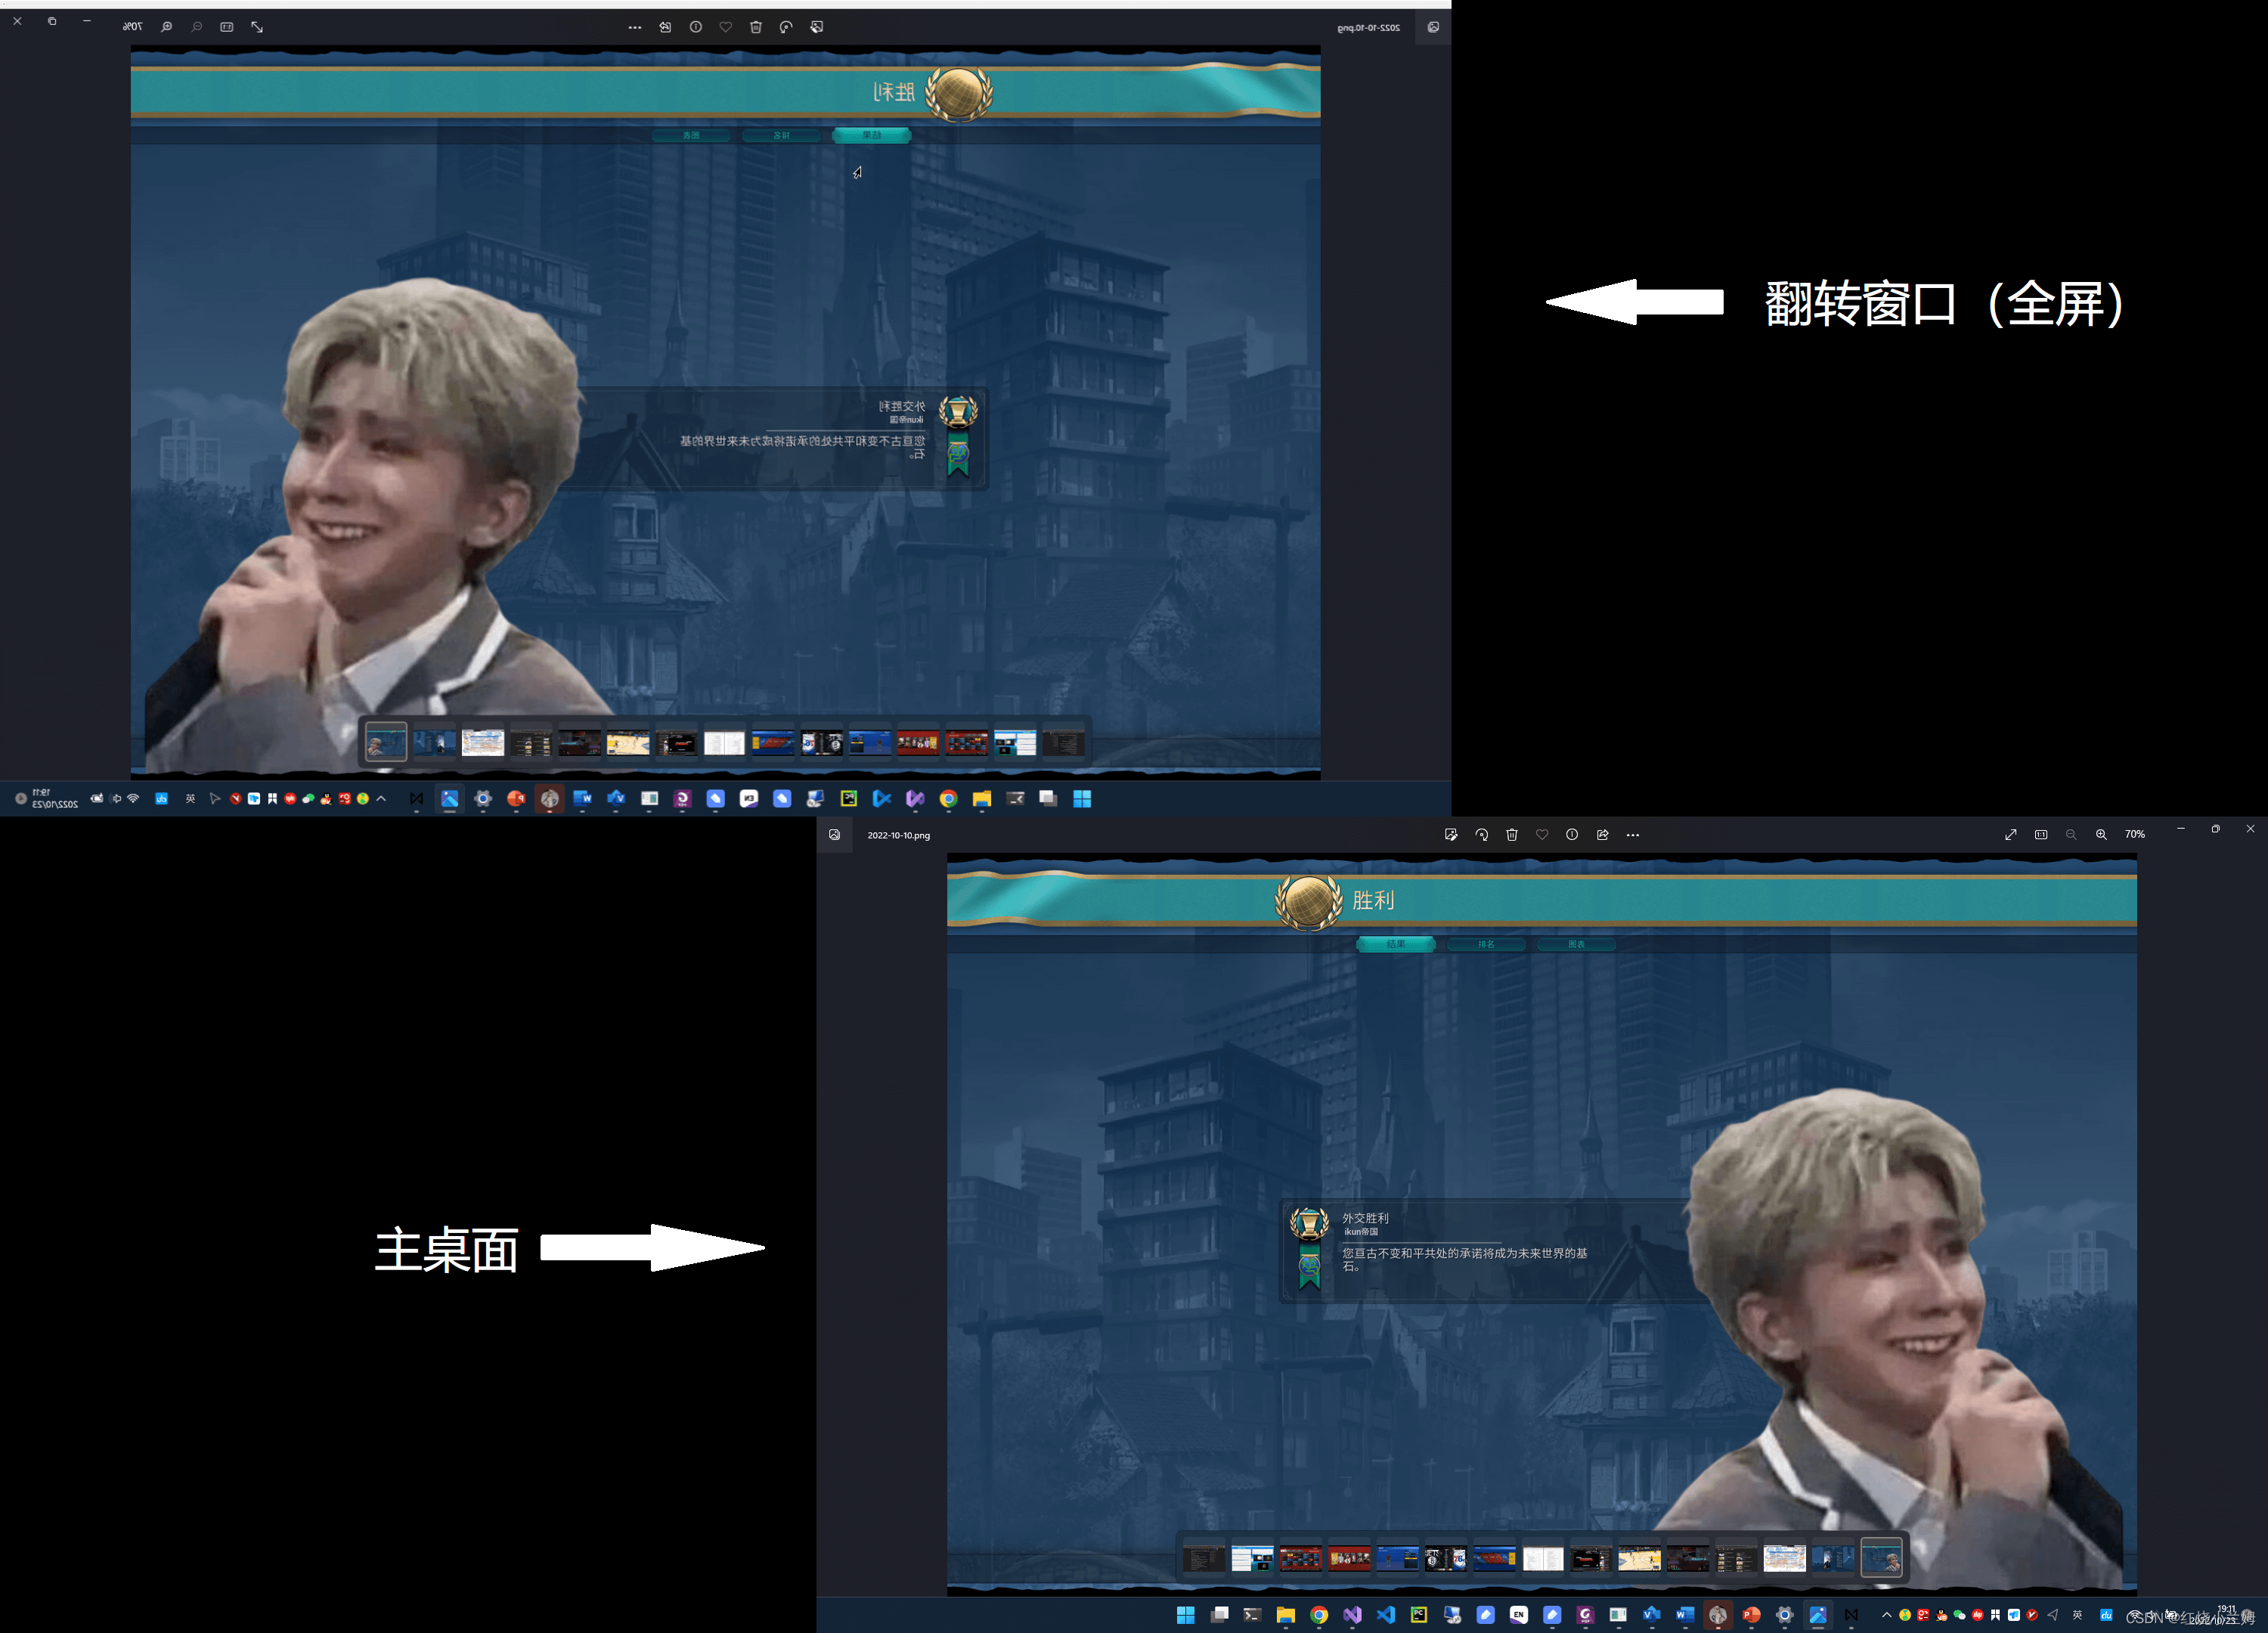 70%
2022-10-10.png
胜利
图表 排名 结果
翻转窗口（全屏）
外交胜利
ikun帝国
您亘古不变和平共处的承诺将成为未来世界的基
石。
19:11
2022/10/23
英
2022-10-10.png
70%
胜利
结果 排名 图表
主桌面
外交胜利
ikun帝国
您亘古不变和平共处的承诺将成为未来世界的基
石。
英
19:11
2022/10/23
CSDN @红烧小兰姆